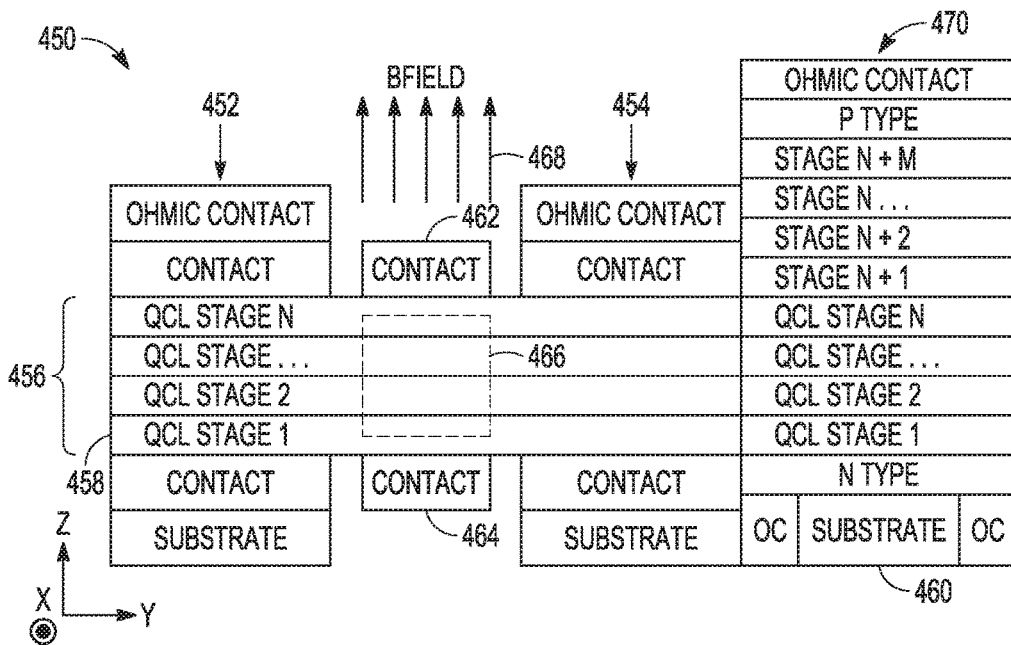 450
BFIELD
452
454
470
468
462
OHMIC CONTACT
CONTACT
CONTACT
OHMIC CONTACT
CONTACT
OHMIC CONTACT
P TYPE
STAGE N + M
STAGE N . . .
STAGE N + 2
STAGE N + 1
456
QCL STAGE N
QCL STAGE . . .
QCL STAGE 2
QCL STAGE 1
466
QCL STAGE N
QCL STAGE . . .
QCL STAGE 2
QCL STAGE 1
458
CONTACT
SUBSTRATE
CONTACT
464
CONTACT
SUBSTRATE
N TYPE
OC
SUBSTRATE
OC
460
Z
X
Y